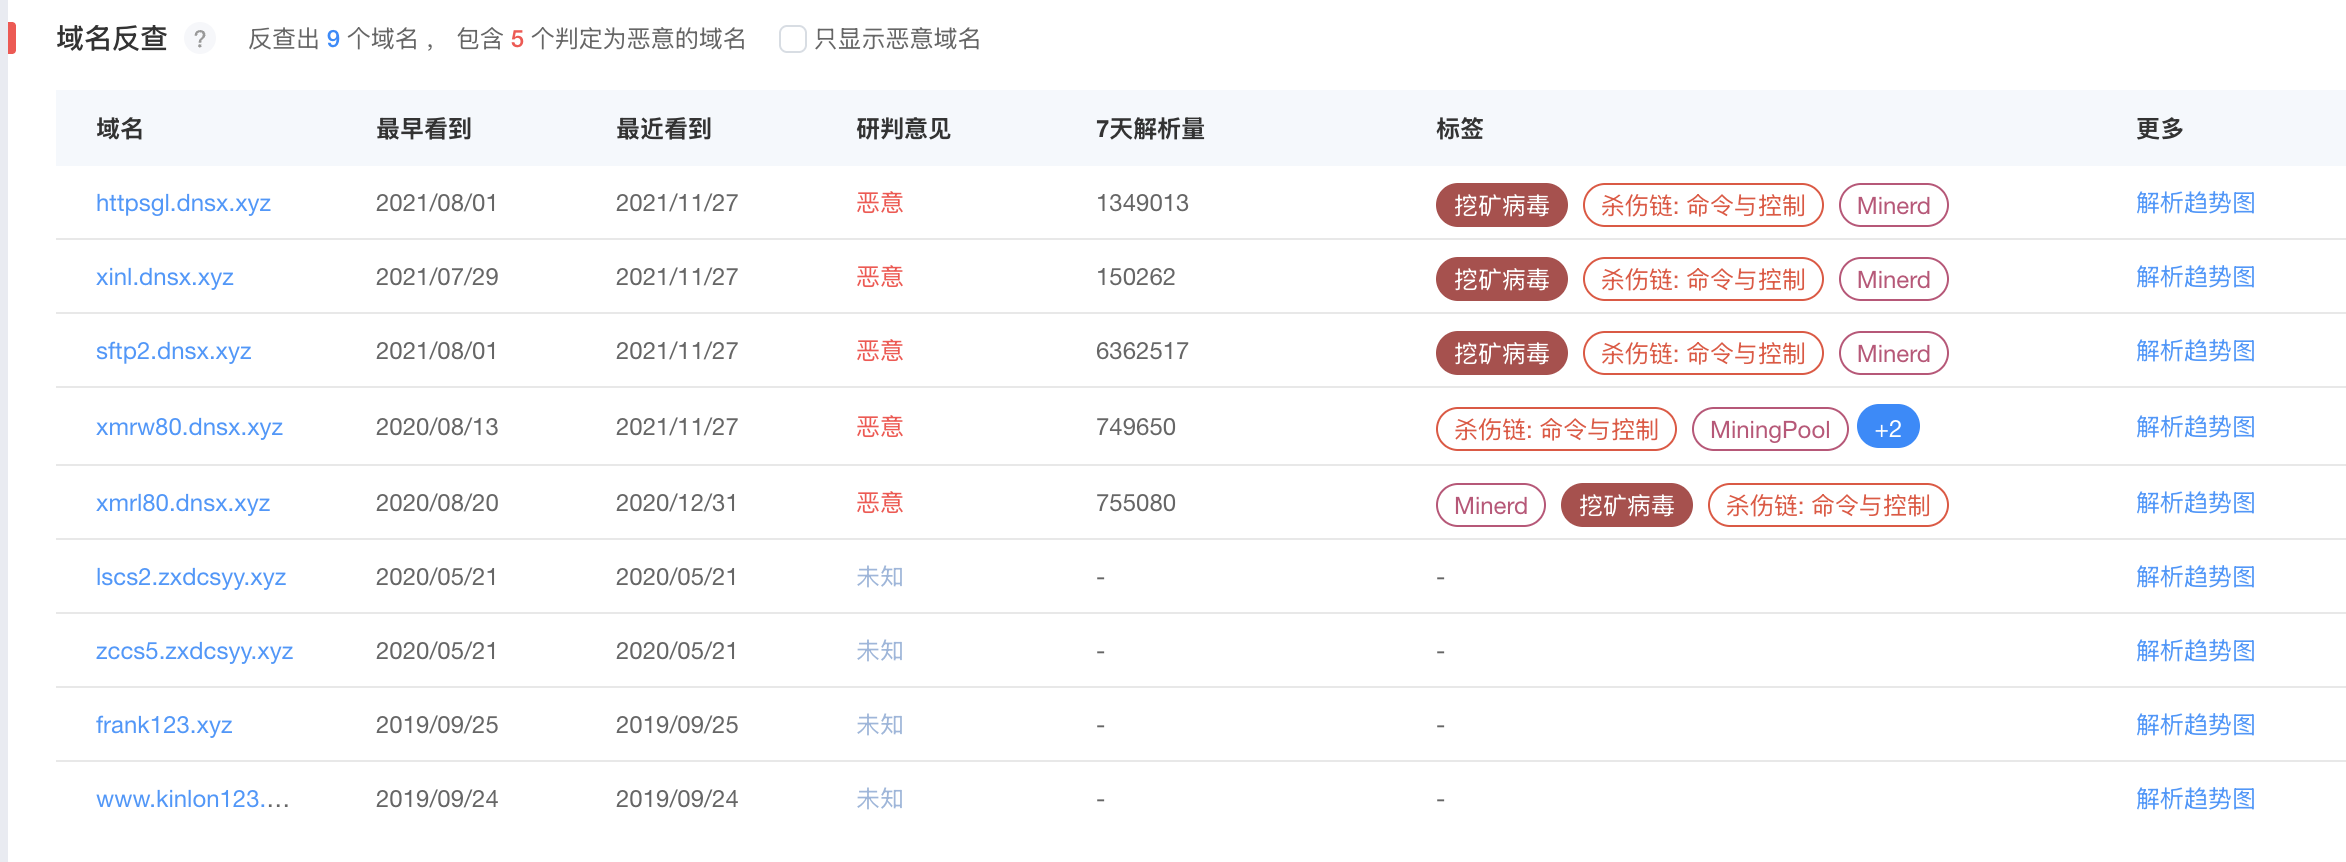 域名反查 ? 反查出 9 个域名， 包含 5 个判定为恶意的域名 只显示恶意域名
域名 最早看到 最近看到 研判意见 7天解析量 标签 更多
httpsgl.dnsx.xyz 2021/08/01 2021/11/27 恶意 1349013 挖矿病毒 杀伤链: 命令与控制 Minerd 解析趋势图
xinl.dnsx.xyz 2021/07/29 2021/11/27 恶意 150262 挖矿病毒 杀伤链: 命令与控制 Minerd 解析趋势图
sftp2.dnsx.xyz 2021/08/01 2021/11/27 恶意 6362517 挖矿病毒 杀伤链: 命令与控制 Minerd 解析趋势图
xmrw80.dnsx.xyz 2020/08/13 2021/11/27 恶意 749650 杀伤链: 命令与控制 MiningPool +2 解析趋势图
xmrl80.dnsx.xyz 2020/08/20 2020/12/31 恶意 755080 Minerd 挖矿病毒 杀伤链: 命令与控制 解析趋势图
lscs2.zxdcsyy.xyz 2020/05/21 2020/05/21 未知 - - 解析趋势图
zccs5.zxdcsyy.xyz 2020/05/21 2020/05/21 未知 - - 解析趋势图
frank123.xyz 2019/09/25 2019/09/25 未知 - - 解析趋势图
www.kinlon123.... 2019/09/24 2019/09/24 未知 - - 解析趋势图